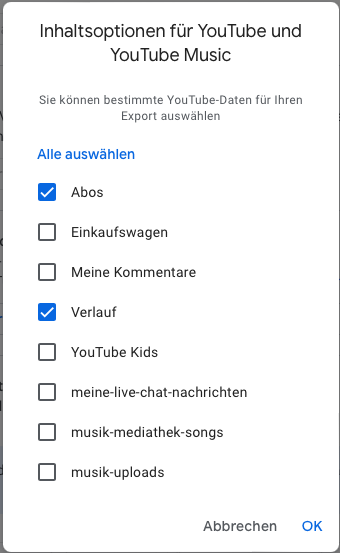 Inhaltsoptionen für YouTube und
YouTube Music
Sie können bestimmte YouTube-Daten für Ihren
Export auswählen
Alle auswählen
Abos
Einkaufswagen
Meine Kommentare
Verlauf
YouTube Kids
meine-live-chat-nachrichten
musik-mediathek-songs
musik-uploads
Abbrechen OK